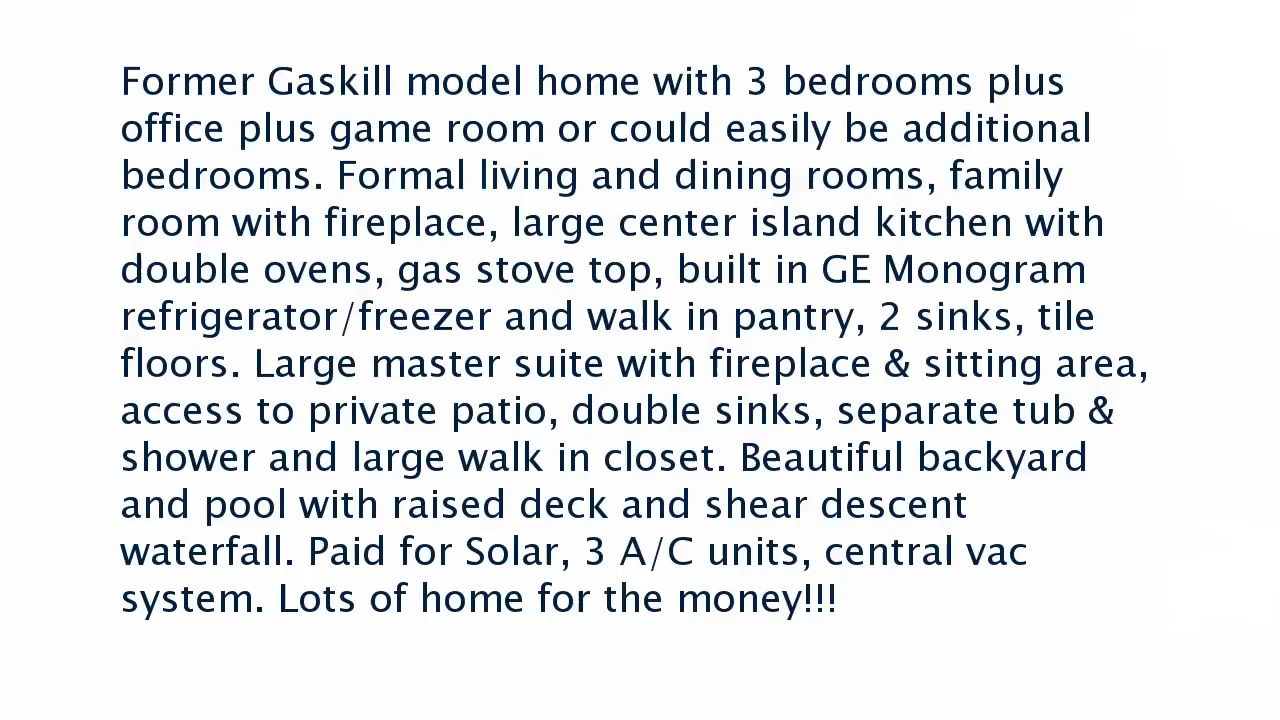 Former Gaskill model home with 3 bedrooms plus
office plus game room or could easily be additional
bedrooms. Formal living and dining rooms, family
room with fireplace, large center island kitchen with
double ovens, gas stove top, built in GE Monogram
refrigerator/freezer and walk in pantry, 2 sinks, tile
floors. Large master suite with fireplace & sitting area,
access to private patio, double sinks, separate tub &
shower and large walk in closet. Beautiful backyard
and pool with raised deck and shear descent
waterfall. Paid for Solar, 3 A/C units, central vac
system. Lots of home for the money!!!